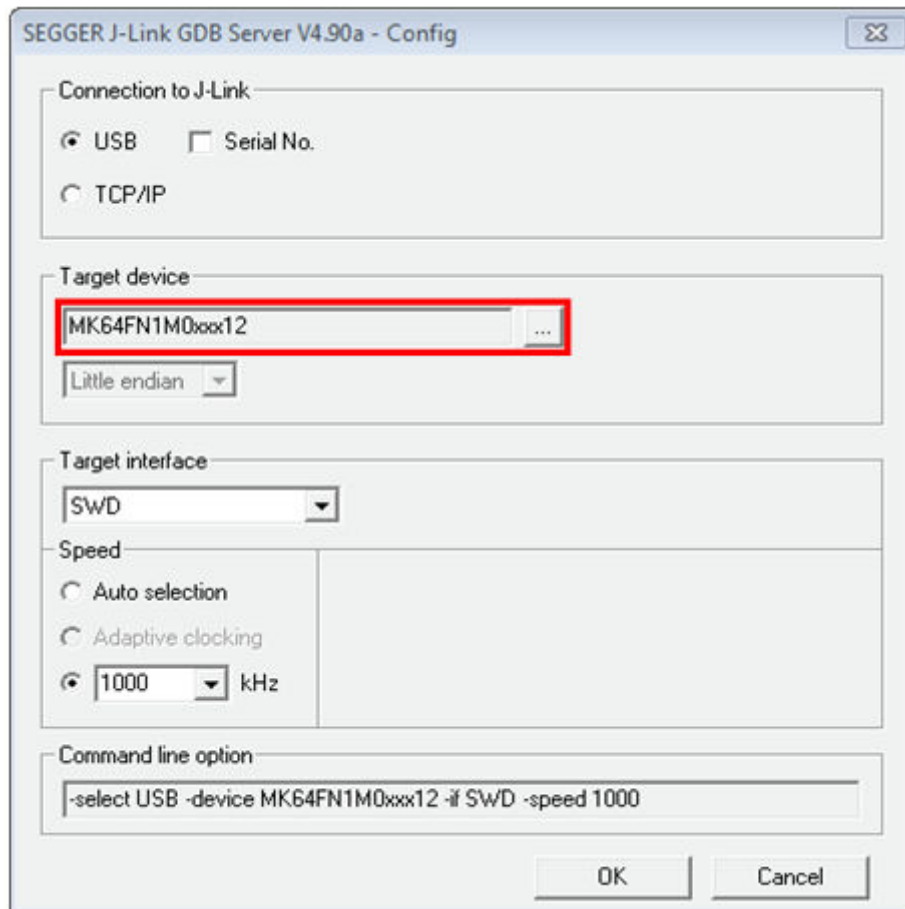 SEGGER J-Link GDB Server V4.90a - Config
Connection to J-Link
USB Serial No.
TCP/IP
Target device
MK64FN1M0xxx12 ...
Little endian
Target interface
SWD
Speed
Auto selection
Adaptive clocking
1000 kHz
Command line option
-select USB -device MK64FN1M0xxx12 -if SWD -speed 1000
OK Cancel